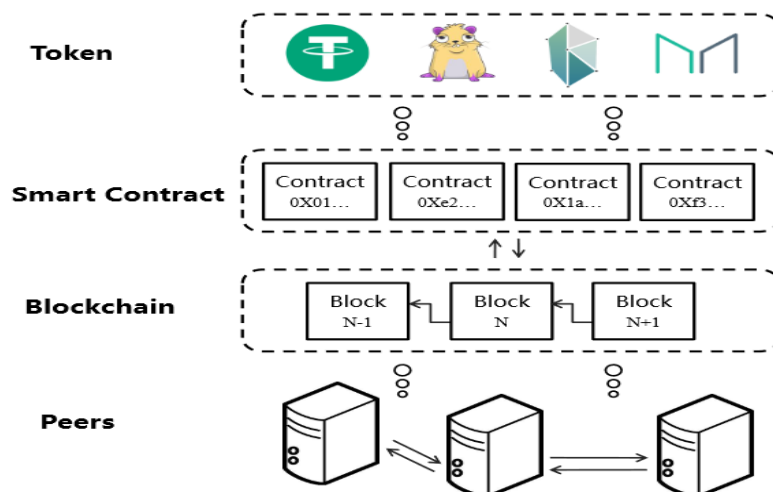 Token
Smart Contract
Contract
0X01...
Contract
0Xe2...
Contract
0X1a...
Contract
0Xf3...
Blockchain
Block
N-1
Block
N
Block
N+1
Peers